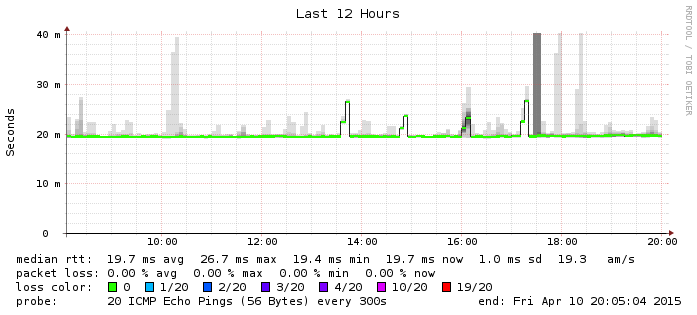 Last 12 Hours
RRDTOOL / TOBI OETIKER
Seconds
40 m
30 m
20 m
10 m
0
10:00 12:00 14:00 16:00 18:00 20:00
median rtt: 19.7 ms avg 26.7 ms max 19.4 ms min 19.7 ms now 1.0 ms sd 19.3 am/s
packet loss: 0.00 % avg 0.00 % max 0.00 % min 0.00 % now
loss color: 0 1/20 2/20 3/20 4/20 10/20 19/20
probe: 20 ICMP Echo Pings (56 Bytes) every 300s end: Fri Apr 10 20:05:04 2015